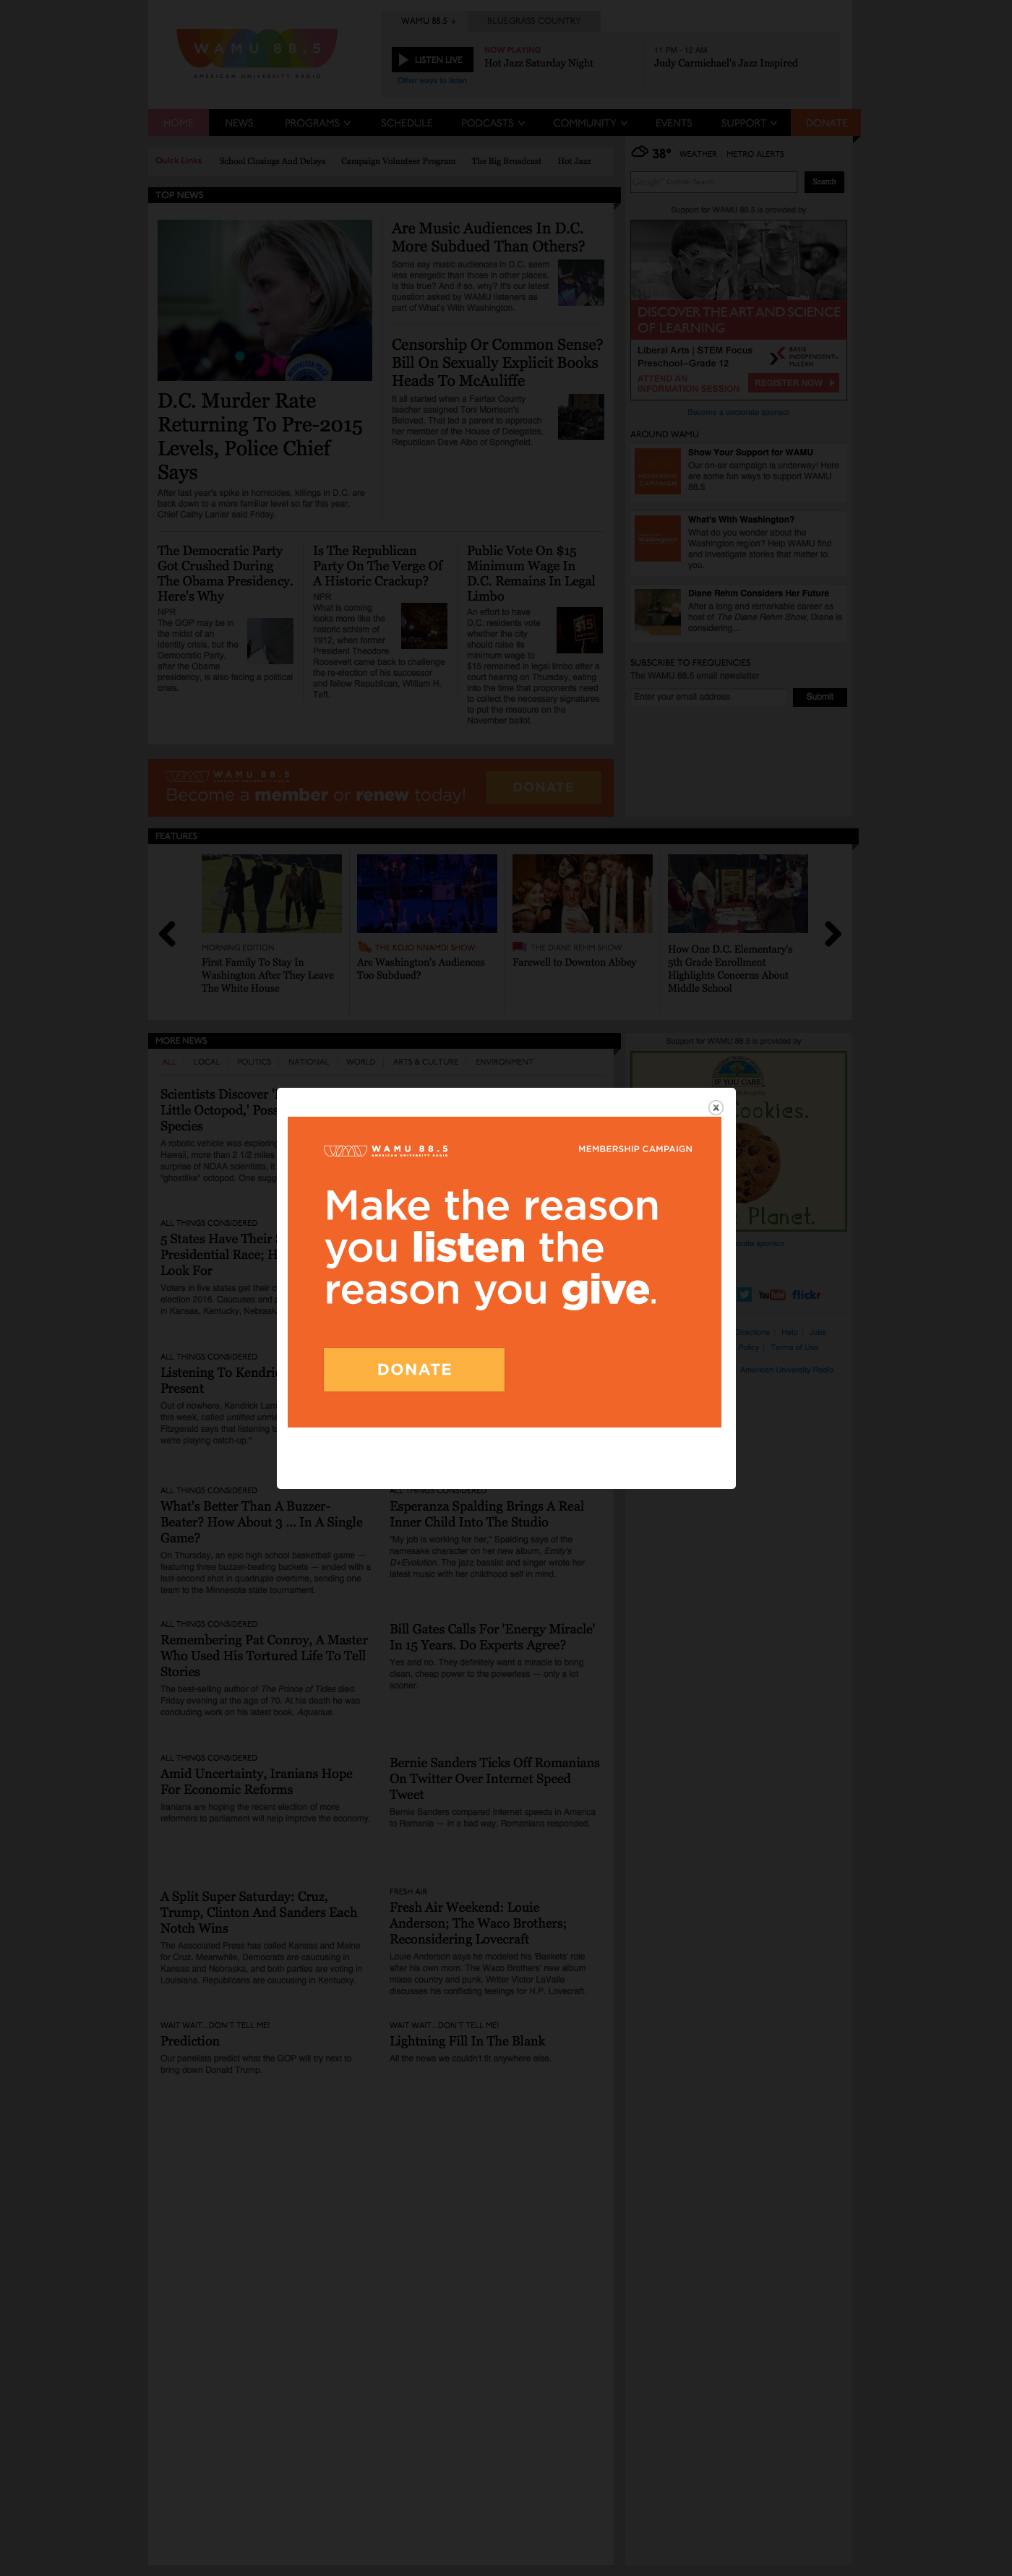 WAMU 88.5
AMERICAN UNIVERSITY RADIO
WAMU 88.5
BLUEGRASS COUNTRY
LISTEN LIVE
Other ways to listen
NOW PLAYING
Hot Jazz Saturday Night
11 PM - 12 AM
Judy Carmichael's Jazz Inspired
HOME NEWS PROGRAMS SCHEDULE PODCASTS COMMUNITY EVENTS SUPPORT DONATE
Quick Links School Closings And Delays Campaign Volunteer Program The Big Broadcast Hot Jazz
38° WEATHER | METRO ALERTS
Google™ Custom Search
Search
TOP NEWS
D.C. Murder Rate
Returning To Pre-2015
Levels, Police Chief
Says
After last year's spike in homicides, killings in D.C. are
back down to a more familiar level so far this year,
Chief Cathy Lanier said Friday.
Are Music Audiences In D.C.
More Subdued Than Others?
Some say music audiences in D.C. seem
less energetic than those in other places.
Is this true? And if so, why? It's our latest
question asked by WAMU listeners as
part of What's With Washington.
Censorship Or Common Sense?
Bill On Sexually Explicit Books
Heads To McAuliffe
It all started when a Fairfax County
teacher assigned Toni Morrison's
Beloved. That led a parent to approach
her member of the House of Delegates,
Republican Dave Albo of Springfield.
The Democratic Party
Got Crushed During
The Obama Presidency.
Here's Why
NPR
The GOP may be in
the midst of an
identity crisis, but the
Democratic Party,
after the Obama
presidency, is also facing a political
crisis.
Is The Republican
Party On The Verge Of
A Historic Crackup?
NPR
What is coming
looks more like the
historic schism of
1912, when former
President Theodore
Roosevelt came back to challenge
the re-election of his successor
and fellow Republican, William H.
Taft.
Public Vote On $15
Minimum Wage In
D.C. Remains In Legal
Limbo
An effort to have
D.C. residents vote
whether the city
should raise its
minimum wage to
$15 remained in legal limbo after a
court hearing on Thursday, eating
into the time that proponents need
to collect the necessary signatures
to put the measure on the
November ballot.
$15
Support for WAMU 88.5 is provided by
DISCOVER THE ART AND SCIENCE
OF LEARNING
Liberal Arts | STEM Focus
Preschool–Grade 12
BASIS
INDEPENDENT
McLEAN
ATTEND AN
INFORMATION SESSION
REGISTER NOW
Become a corporate sponsor
AROUND WAMU
MEMBERSHIP
CAMPAIGN
Show Your Support for WAMU
Our on-air campaign is underway! Here
are some fun ways to support WAMU
88.5
What's With Washington?
What do you wonder about the
Washington region? Help WAMU find
and investigate stories that matter to
you.
Diane Rehm Considers Her Future
After a long and remarkable career as
host of The Diane Rehm Show, Diane is
considering...
SUBSCRIBE TO FREQUENCIES
The WAMU 88.5 email newsletter
Enter your email address
Submit
WAMU 88.5
Become a member or renew today!
DONATE
FEATURES
MORNING EDITION
First Family To Stay In
Washington After They Leave
The White House
THE KOJO NNAMDI SHOW
Are Washington's Audiences
Too Subdued?
THE DIANE REHM SHOW
Farewell to Downton Abbey
How One D.C. Elementary's
5th Grade Enrollment
Highlights Concerns About
Middle School
MORE NEWS
ALL LOCAL POLITICS NATIONAL WORLD ARTS & CULTURE ENVIRONMENT
Scientists Discover
Little Octopod,' Poss
Species
A robotic vehicle was exploring
Hawaii, more than 2 1/2 miles
surprise of NOAA scientists, it
"ghostlike" octopod. One sugg
ALL THINGS CONSIDERED
5 States Have Their
Presidential Race; H
Look For
Voters in five states get their c
election 2016. Caucuses and p
in Kansas, Kentucky, Nebrask
ALL THINGS CONSIDERED
Listening To Kendri
Present
Out of nowhere, Kendrick Lam
this week, called untitled unma
Fitzgerald says that listening to
we're playing catch-up."
Support for WAMU 88.5 is provided by
IF YOU CARE
ookies.
Planet.
orate sponsor
You Tube flickr
Directions | Help | Jobs
Policy | Terms of Use
American University Radio
X
WAMU 88.5
AMERICAN UNIVERSITY RADIO
MEMBERSHIP CAMPAIGN
Make the reason
you listen the
reason you give.
DONATE
ALL THINGS CONSIDERED
What's Better Than A Buzzer-
Beater? How About 3 ... In A Single
Game?
On Thursday, an epic high school basketball game —
featuring three buzzer-beating buckets — ended with a
last-second shot in quadruple overtime, sending one
team to the Minnesota state tournament.
ALL THINGS CONSIDERED
Esperanza Spalding Brings A Real
Inner Child Into The Studio
"My job is working for her," Spalding says of the
namesake character on her new album, Emily's
D+Evolution. The jazz bassist and singer wrote her
latest music with her childhood self in mind.
ALL THINGS CONSIDERED
Remembering Pat Conroy, A Master
Who Used His Tortured Life To Tell
Stories
The best-selling author of The Prince of Tides died
Friday evening at the age of 70. At his death he was
concluding work on his latest book, Aquarius.
Bill Gates Calls For 'Energy Miracle'
In 15 Years. Do Experts Agree?
Yes and no. They definitely want a miracle to bring
clean, cheap power to the powerless — only a lot
sooner.
ALL THINGS CONSIDERED
Amid Uncertainty, Iranians Hope
For Economic Reforms
Iranians are hoping the recent election of more
reformers to parliament will help improve the economy.
Bernie Sanders Ticks Off Romanians
On Twitter Over Internet Speed
Tweet
Bernie Sanders compared Internet speeds in America
to Romania — in a bad way. Romanians responded.
A Split Super Saturday: Cruz,
Trump, Clinton And Sanders Each
Notch Wins
The Associated Press has called Kansas and Maine
for Cruz. Meanwhile, Democrats are caucusing in
Kansas and Nebraska, and both parties are voting in
Louisiana. Republicans are caucusing in Kentucky.
FRESH AIR
Fresh Air Weekend: Louie
Anderson; The Waco Brothers;
Reconsidering Lovecraft
Louie Anderson says he modeled his 'Baskets' role
after his own mom. The Waco Brothers' new album
mixes country and punk. Writer Victor LaValle
discusses his conflicting feelings for H.P. Lovecraft.
WAIT WAIT...DON'T TELL ME!
Prediction
Our panelists predict what the GOP will try next to
bring down Donald Trump.
WAIT WAIT...DON'T TELL ME!
Lightning Fill In The Blank
All the news we couldn't fit anywhere else.